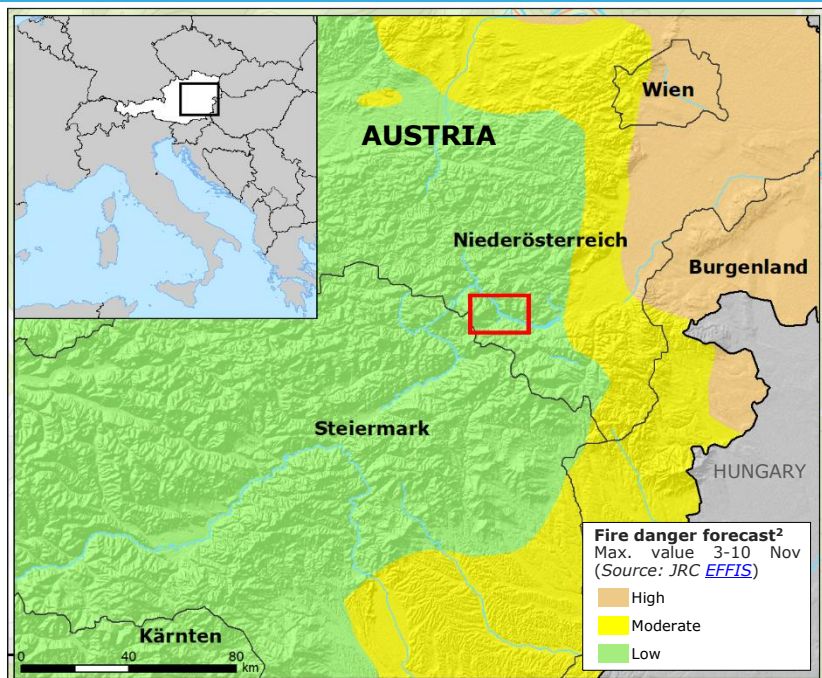 Wien
AUSTRIA
Niederösterreich
Burgenland
Steiermark
HUNGARY
Kärnten
0 40 80
km
Fire danger forecast²
Max. value 3-10 Nov
(Source: JRC EFFIS)
High
Moderate
Low